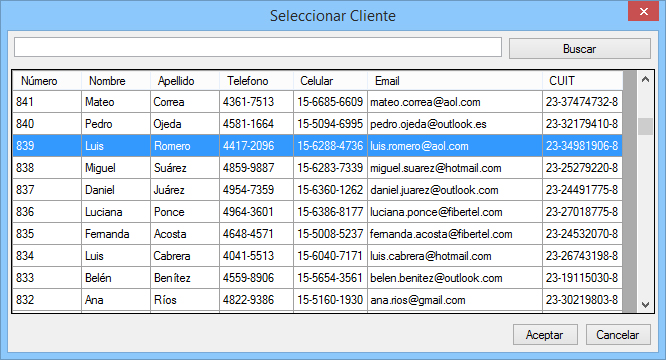 Seleccionar Cliente
Buscar
Número Nombre Apellido Telefono Celular Email CUIT
841 Mateo Correa 4361-7513 15-6685-6609 mateo.correa@aol.com 23-37474732-8
840 Pedro Ojeda 4581-1664 15-5094-6995 pedro.ojeda@outlook.es 23-32179410-8
839 Luis Romero 4417-2096 15-6288-4736 luis.romero@aol.com 23-34981906-8
838 Miguel Suárez 4859-9887 15-6283-7339 miguel.suarez@hotmail.com 23-25279220-8
837 Daniel Juárez 4954-7359 15-6360-1262 daniel.juarez@outlook.com 23-24491775-8
836 Luciana Ponce 4964-3601 15-6386-8177 luciana.ponce@fibertel.com 23-27018775-8
835 Fernanda Acosta 4648-4571 15-5008-5237 fernanda.acosta@fibertel.com 23-24532070-8
834 Luis Cabrera 4041-5513 15-6040-7171 luis.cabrera@hotmail.com 23-26743198-8
833 Belén Benítez 4559-8906 15-5654-3561 belen.benitez@outlook.com 23-19115030-8
832 Ana Ríos 4822-9386 15-5160-1930 ana.rios@gmail.com 23-30219803-8
Aceptar Cancelar